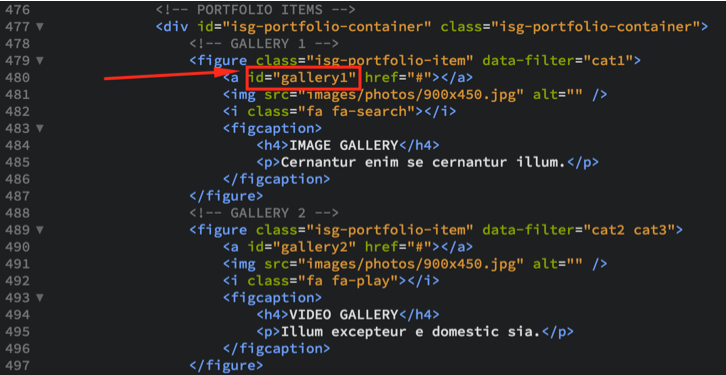 476 <!-- PORTFOLIO ITEMS -->
477 <div id="isg-portfolio-container" class="isg-portfolio-container">
478 <!-- GALLERY 1 -->
479 <figure class="isg-portfolio-item" data-filter="cat1">
480 <a id="gallery1" href="#"></a>
481 <img src="images/photos/900x450.jpg" alt="" />
482 <i class="fa fa-search"></i>
483 <figcaption>
484 <h4>IMAGE GALLERY</h4>
485 <p>Cernantur enim se cernantur illum.</p>
486 </figcaption>
487 </figure>
488 <!-- GALLERY 2 -->
489 <figure class="isg-portfolio-item" data-filter="cat2 cat3">
490 <a id="gallery2" href="#"></a>
491 <img src="images/photos/900x450.jpg" alt="" />
492 <i class="fa fa-play"></i>
493 <figcaption>
494 <h4>VIDEO GALLERY</h4>
495 <p>Illum excepteur e domestic sia.</p>
496 </figcaption>
497 </figure>